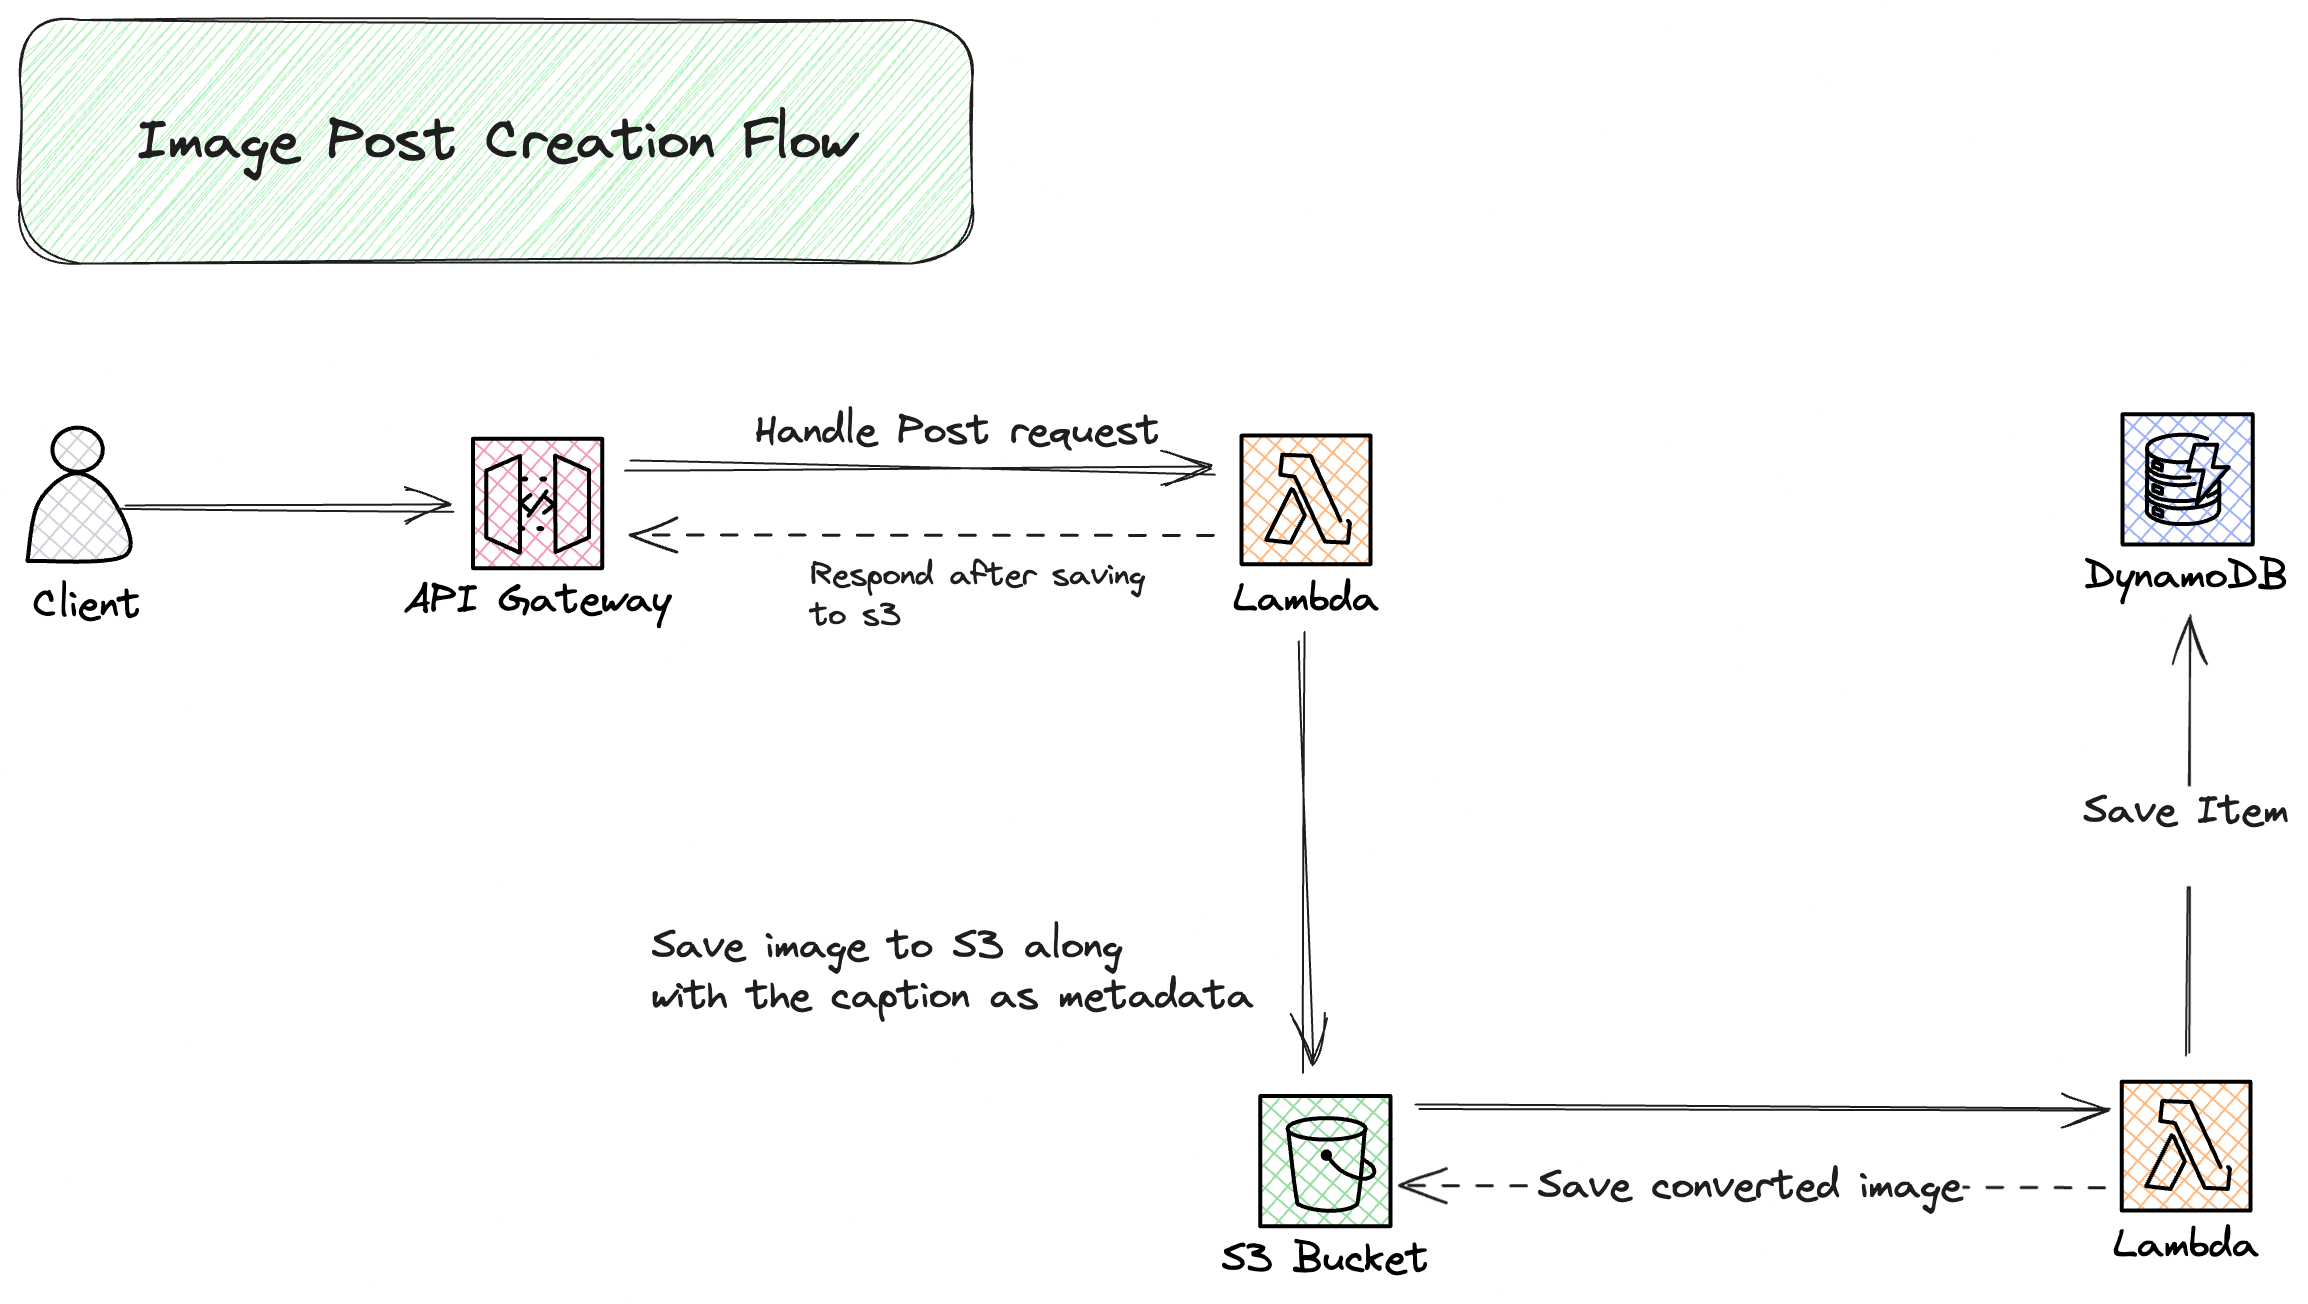 Image Post Creation Flow
Handle Post request
Respond after saving
to s3
Client
API Gateway
Lambda
DynamoDB
Save Item
Save image to S3 along
with the caption as metadata
Save converted image
S3 Bucket
Lambda